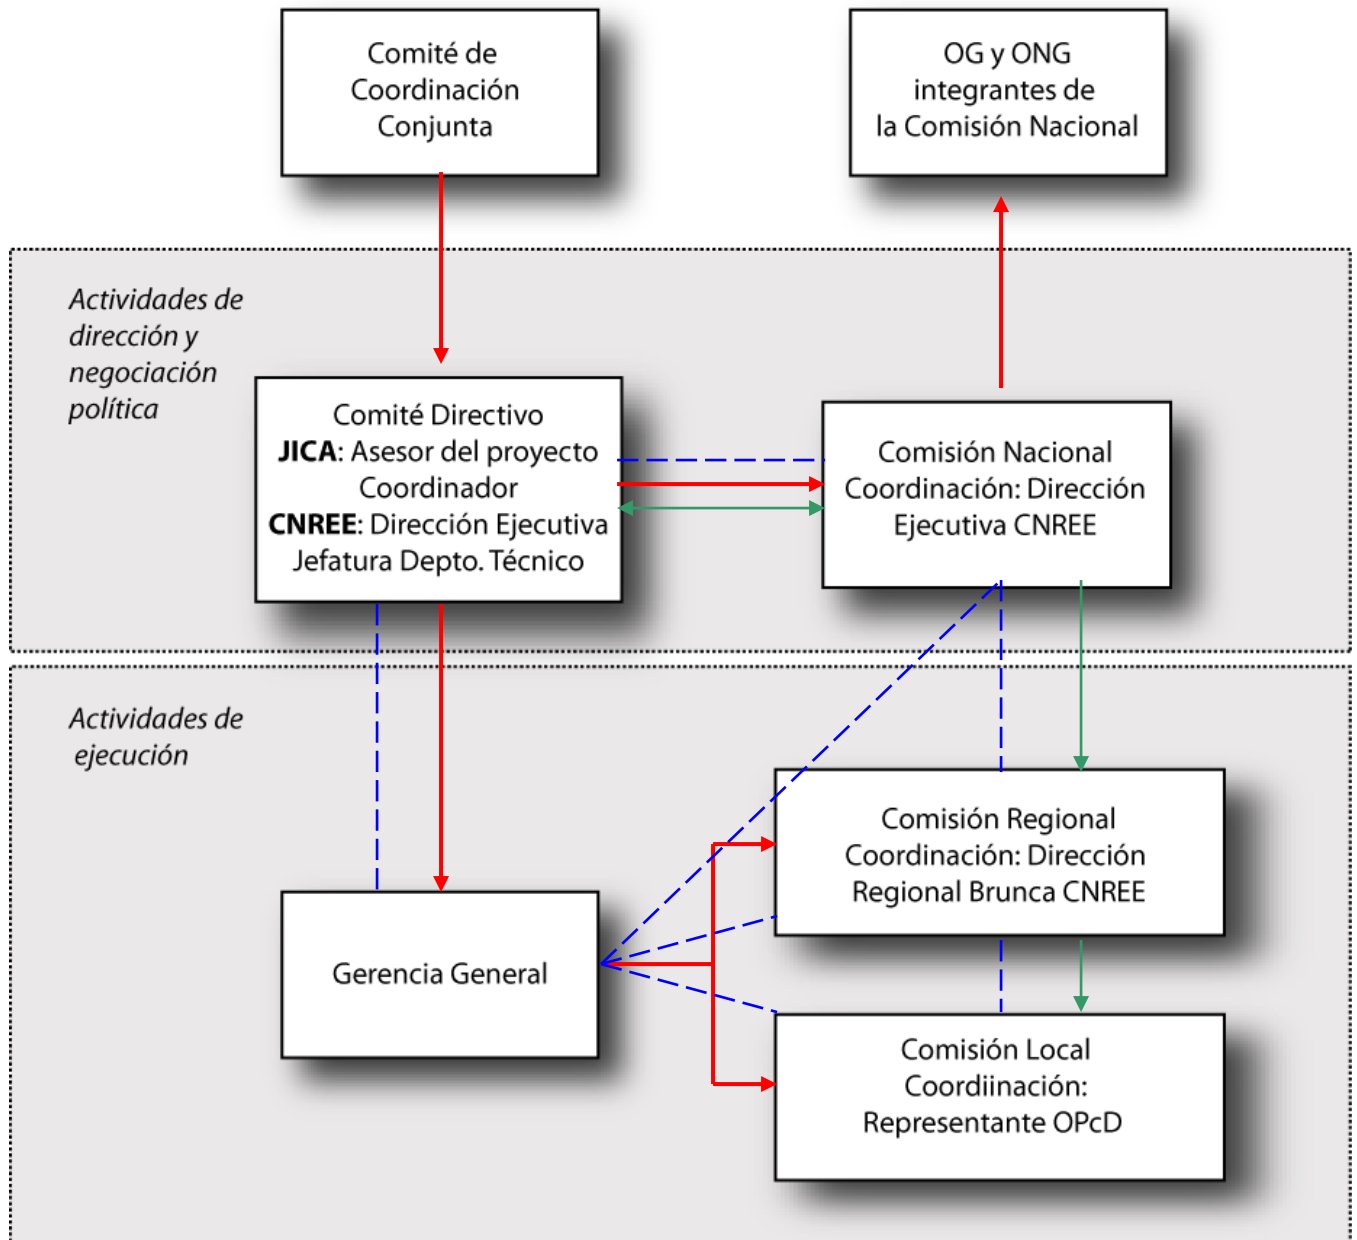 Comité de
Coordinación
Conjunta
OG y ONG
integrantes de
la Comisión Nacional
Actividades de
dirección y
negociación
política
Comité Directivo
JICA: Asesor del proyecto
Coordinador
CNREE: Dirección Ejecutiva
Jefatura Depto. Técnico
Comisión Nacional
Coordinación: Dirección
Ejecutiva CNREE
Actividades de
ejecución
Comisión Regional
Coordinación: Dirección
Regional Brunca CNREE
Gerencia General
Comisión Local
Coordiinación:
Representante OPcD